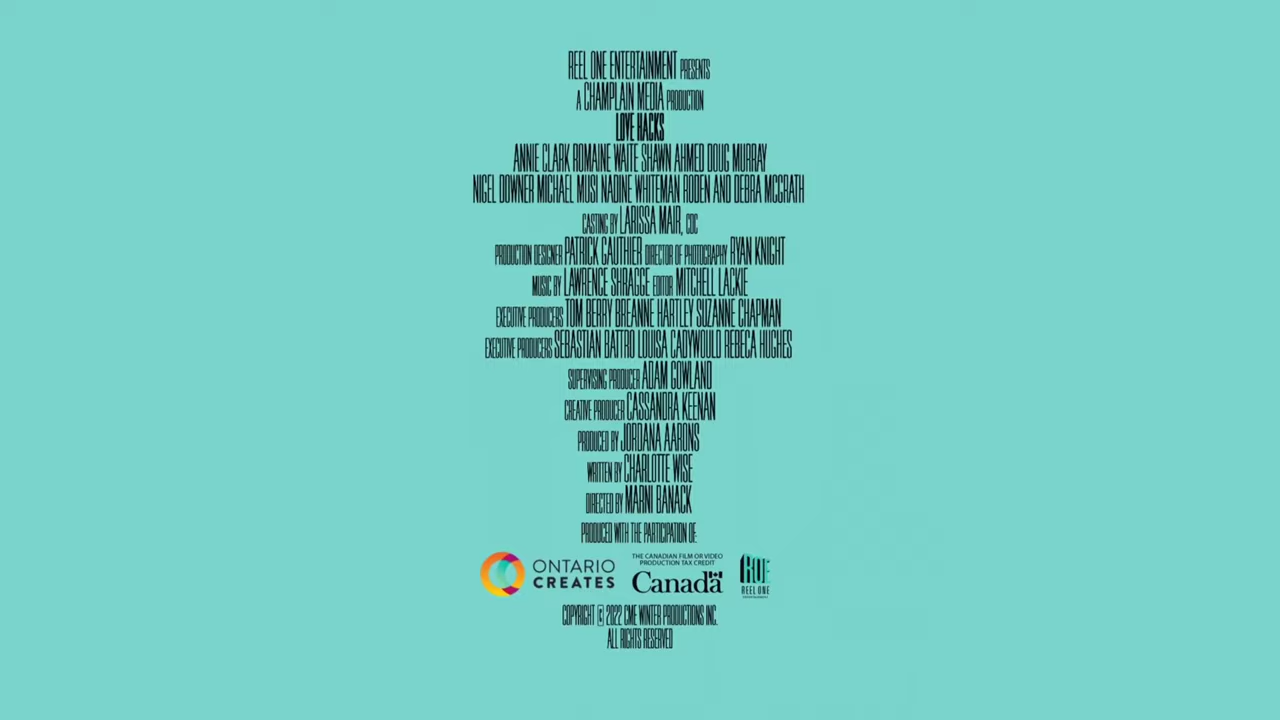 REEL ONE ENTERTAINMENT PRESENTS
A CHAMPLAIN MEDIA PRODUCTION
LOVE HACKS
ANNIE CLARK ROMAINE WAITE SHAWN AHMED DOUG MURRAY
NIGEL DOWNER MICHAEL MUSI NADINE WHITEMAN RODEN AND DEBRA MCGRATH
CASTING BY LARISSA MAIR, CDC
PRODUCTION DESIGNER PATRICK GAUTHIER DIRECTOR OF PHOTOGRAPHY RYAN KNIGHT
MUSIC BY LAWRENCE SHRAGGE EDITOR MITCHELL LACKIE
EXECUTIVE PRODUCERS TOM BERRY BREANNE HARTLEY SUZANNE CHAPMAN
EXECUTIVE PRODUCERS SEBASTIAN BATTRO LOUISA CADYWOULD REBECA HUGHES
SUPERVISING PRODUCER ADAM GOWLAND
CREATIVE PRODUCER CASSANDRA KEENAN
PRODUCED BY JORDANA AARONS
WRITTEN BY CHARLOTTE WISE
DIRECTED BY MARNI BANACK
PRODUCED WITH THE PARTICIPATION OF:
ONTARIO
CREATES
THE CANADIAN FILM OR VIDEO
PRODUCTION TAX CREDIT
Canada
REEL ONE
ENTERTAINMENT
COPYRIGHT © 2022 CME WINTER PRODUCTIONS INC.
ALL RIGHTS RESERVED